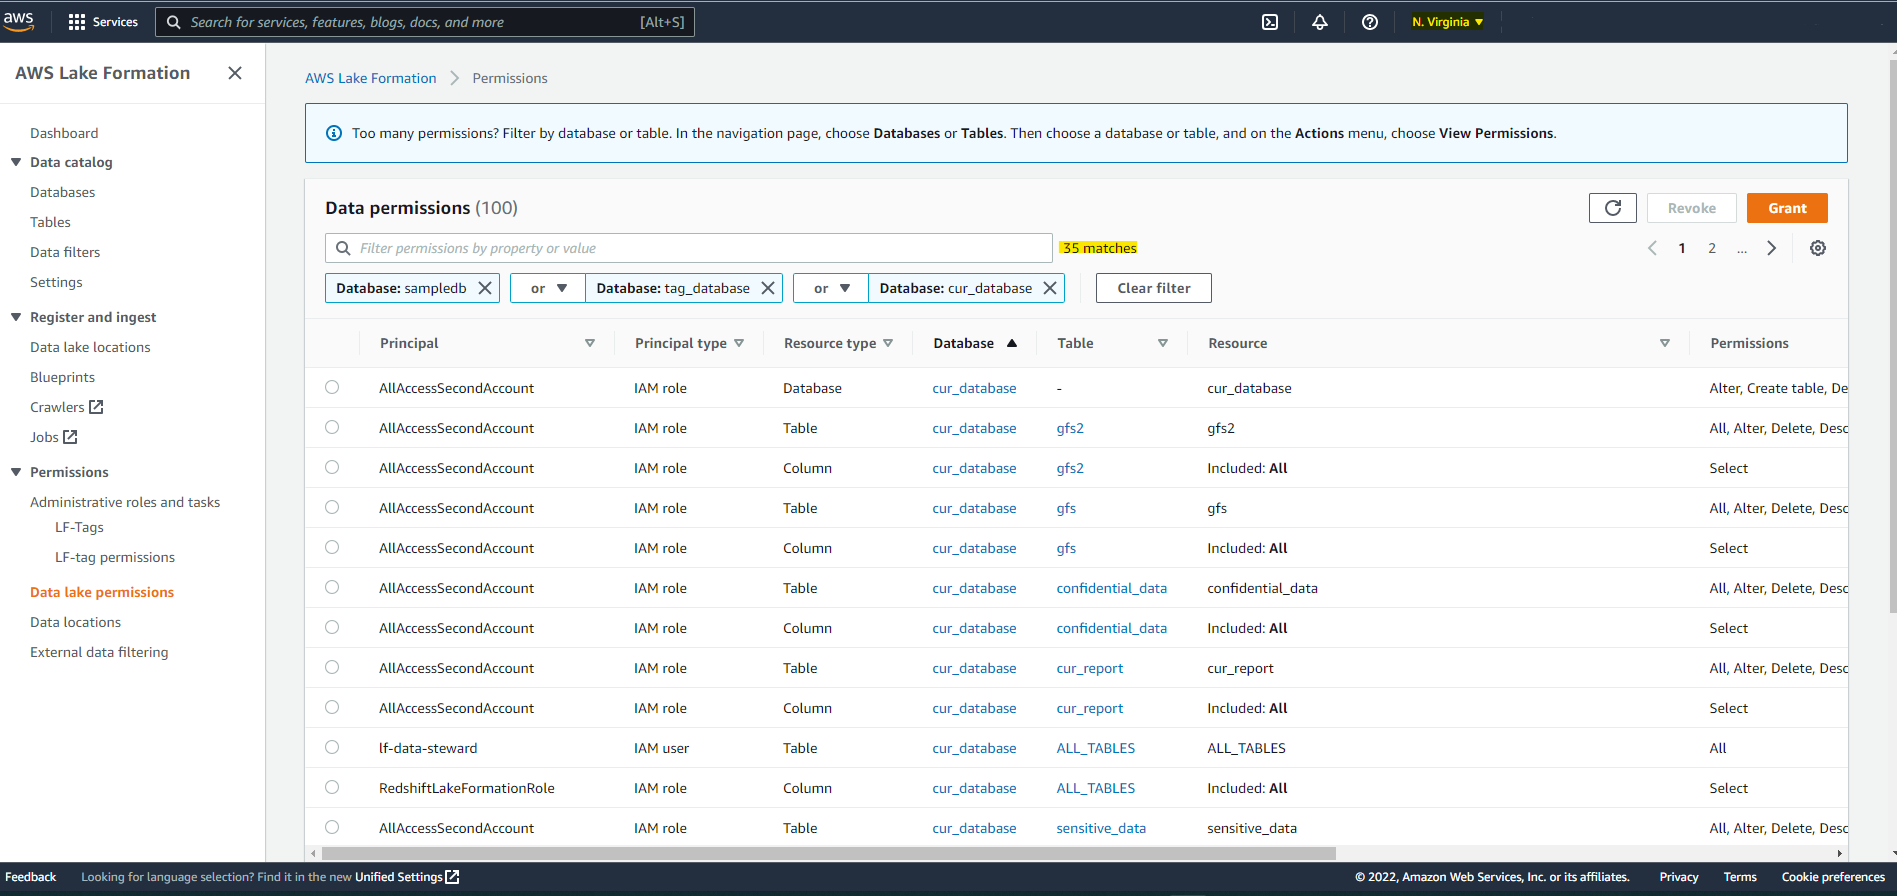 aws
Services
Search for services, features, blogs, docs, and more [Alt+S]
N. Virginia
AWS Lake Formation
Dashboard
Data catalog
Databases
Tables
Data filters
Settings
Register and ingest
Data lake locations
Blueprints
Crawlers
Jobs
Permissions
Administrative roles and tasks
LF-Tags
LF-tag permissions
Data lake permissions
Data locations
External data filtering
AWS Lake Formation Permissions
Too many permissions? Filter by database or table. In the navigation page, choose Databases or Tables. Then choose a database or table, and on the Actions menu, choose View Permissions.
Data permissions (100)
Revoke
Grant
Filter permissions by property or value
35 matches
1 2 ...
Database: sampledb or Database: tag_database or Database: cur_database
Clear filter
Principal Principal type Resource type Database Table Resource Permissions
AllAccessSecondAccount IAM role Database cur_database - cur_database Alter, Create table, De
AllAccessSecondAccount IAM role Table cur_database gfs2 gfs2 All, Alter, Delete, Desc
AllAccessSecondAccount IAM role Column cur_database gfs2 Included: All Select
AllAccessSecondAccount IAM role Table cur_database gfs gfs All, Alter, Delete, Desc
AllAccessSecondAccount IAM role Column cur_database gfs Included: All Select
AllAccessSecondAccount IAM role Table cur_database confidential_data confidential_data All, Alter, Delete, Desc
AllAccessSecondAccount IAM role Column cur_database confidential_data Included: All Select
AllAccessSecondAccount IAM role Table cur_database cur_report cur_report All, Alter, Delete, Desc
AllAccessSecondAccount IAM role Column cur_database cur_report Included: All Select
lf-data-steward IAM user Table cur_database ALL_TABLES ALL_TABLES All
RedshiftLakeFormationRole IAM role Column cur_database ALL_TABLES Included: All Select
AllAccessSecondAccount IAM role Table cur_database sensitive_data sensitive_data All, Alter, Delete, Desc
Feedback Looking for language selection? Find it in the new Unified Settings © 2022, Amazon Web Services, Inc. or its affiliates. Privacy Terms Cookie preferences